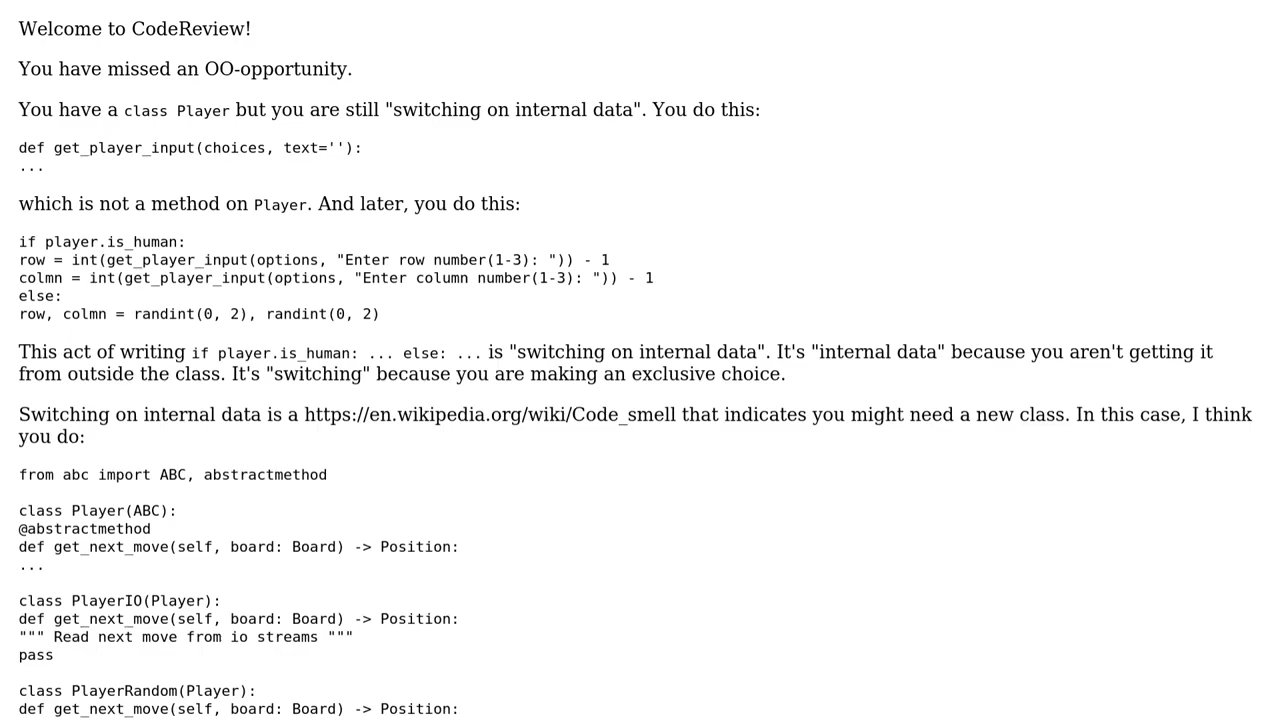 Welcome to CodeReview!
You have missed an OO-opportunity.
You have a class Player but you are still "switching on internal data". You do this:
def get_player_input(choices, text=''):
...
which is not a method on Player. And later, you do this:
if player.is_human:
row = int(get_player_input(options, "Enter row number(1-3): ")) - 1
colmn = int(get_player_input(options, "Enter column number(1-3): ")) - 1
else:
row, colmn = randint(0, 2), randint(0, 2)
This act of writing if player.is_human: ... else: ... is "switching on internal data". It's "internal data" because you aren't getting it
from outside the class. It's "switching" because you are making an exclusive choice.
Switching on internal data is a https://en.wikipedia.org/wiki/Code_smell that indicates you might need a new class. In this case, I think
you do:
from abc import ABC, abstractmethod
class Player(ABC):
@abstractmethod
def get_next_move(self, board: Board) -> Position:
...
class PlayerIO(Player):
def get_next_move(self, board: Board) -> Position:
""" Read next move from io streams """
pass
class PlayerRandom(Player):
def get_next_move(self, board: Board) -> Position: